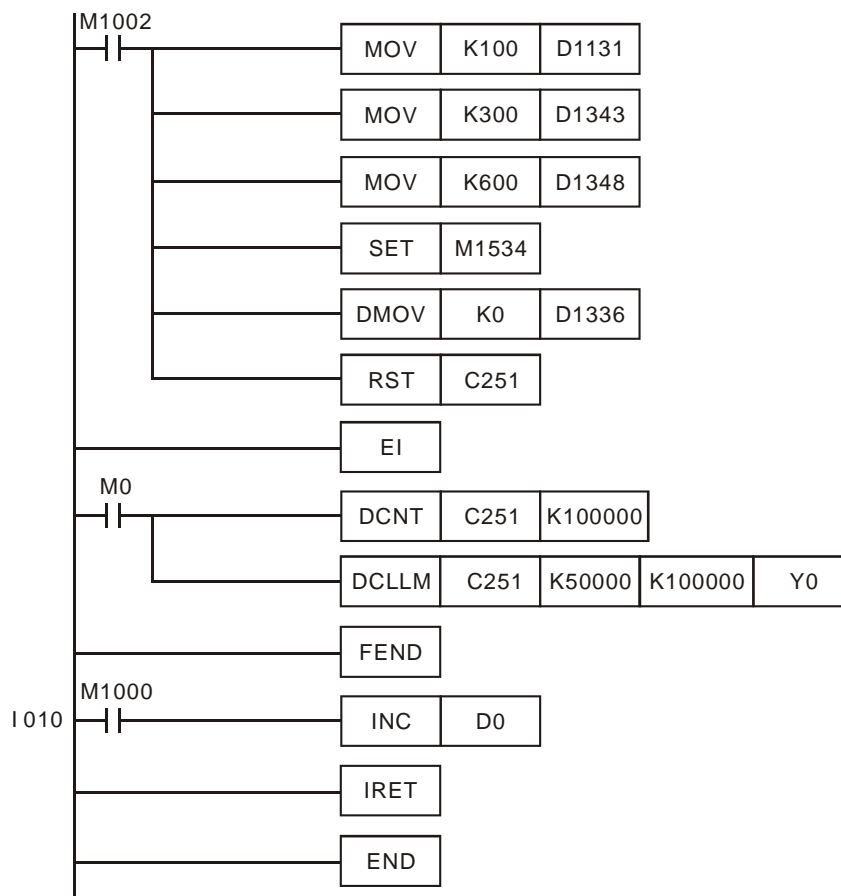 M1002
MOV K100 D1131
MOV K300 D1343
MOV K600 D1348
SET M1534
DMOV K0 D1336
RST C251
EI
M0
DCNT C251 K100000
DCLLM C251 K50000 K100000 Y0
FEND
M1000
I010 INC D0
IRET
END